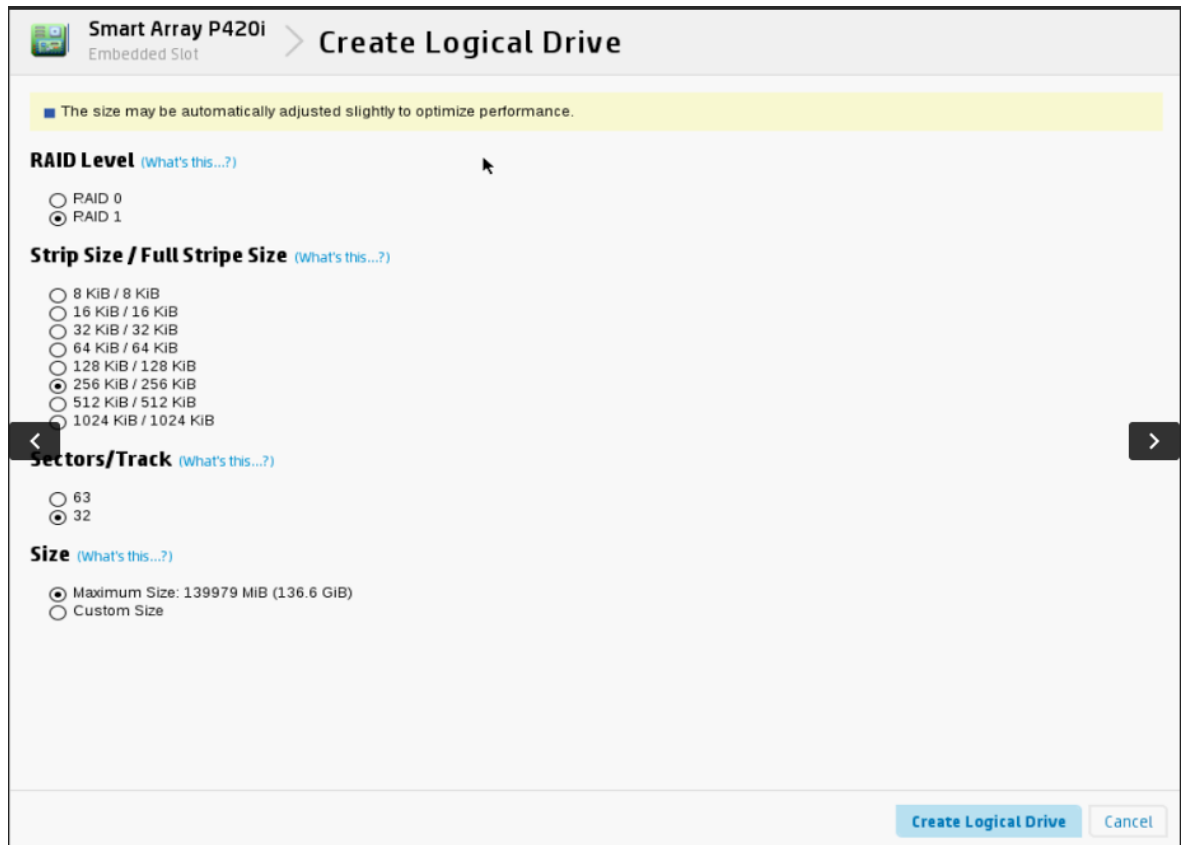 Smart Array P420i
Embedded Slot
Create Logical Drive
The size may be automatically adjusted slightly to optimize performance.
RAID Level (What's this...?)
RAID 0
RAID 1
Strip Size / Full Stripe Size (What's this...?)
8 KiB / 8 KiB
16 KiB / 16 KiB
32 KiB / 32 KiB
64 KiB / 64 KiB
128 KiB / 128 KiB
256 KiB / 256 KiB
512 KiB / 512 KiB
1024 KiB / 1024 KiB
Sectors/Track (What's this...?)
63
32
Size (What's this...?)
Maximum Size: 139979 MiB (136.6 GiB)
Custom Size
Create Logical Drive Cancel